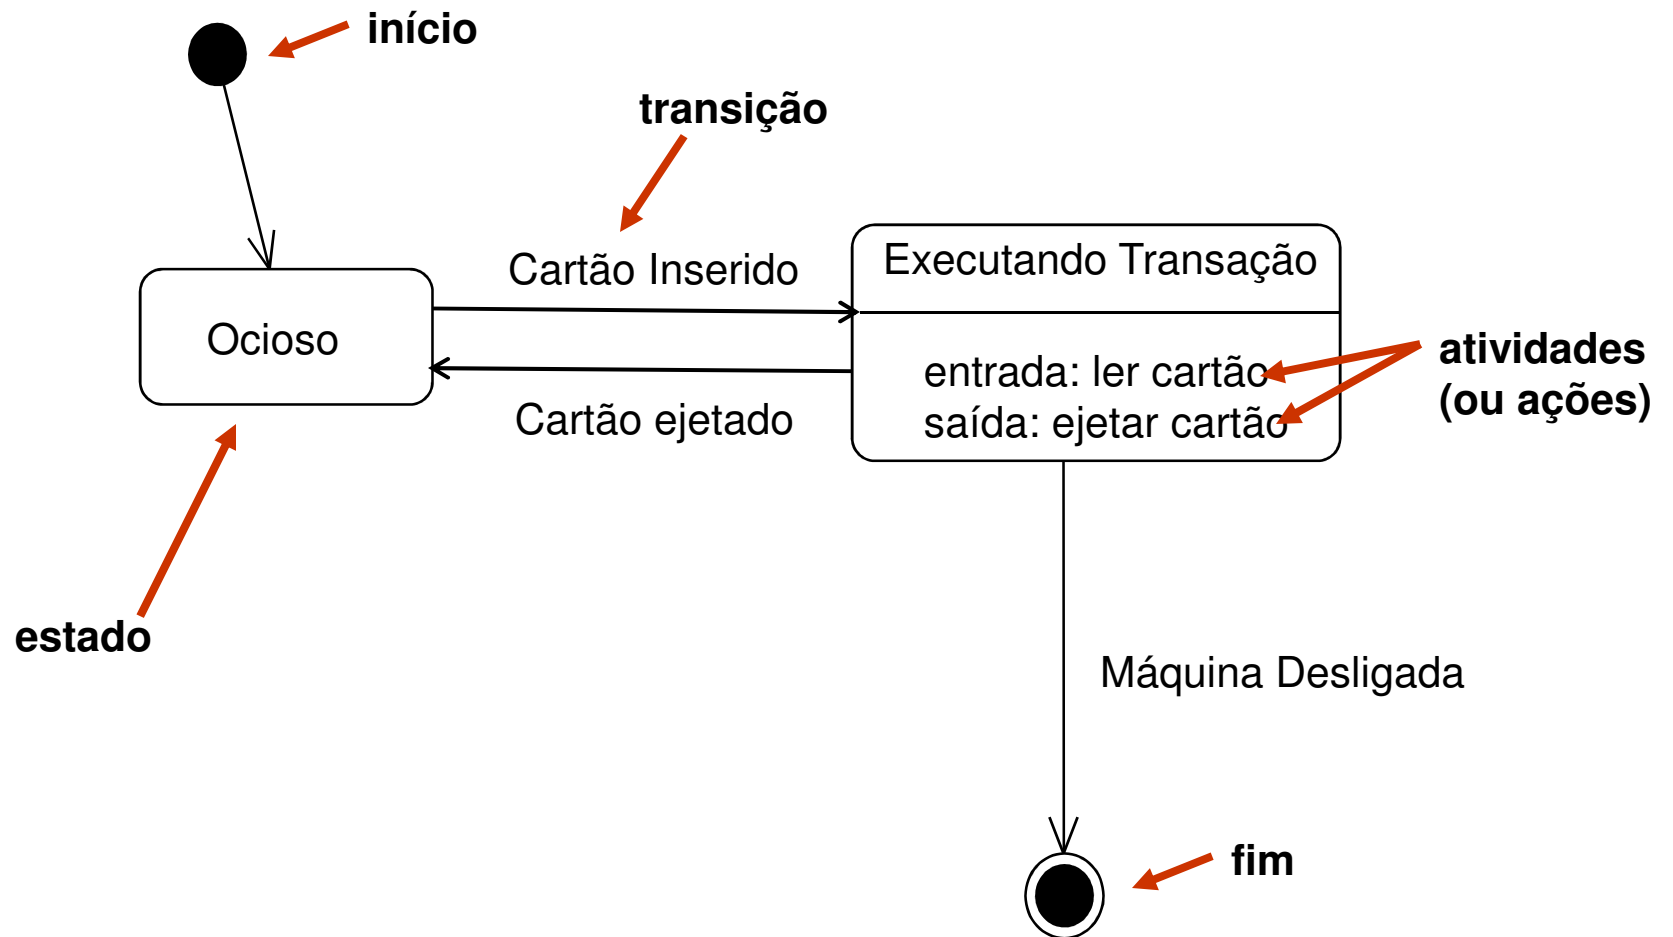 início
transição
Cartão Inserido
Executando Transação
Ocioso
entrada: ler cartão
saída: ejetar cartão
atividades
(ou ações)
Cartão ejetado
estado
Máquina Desligada
fim